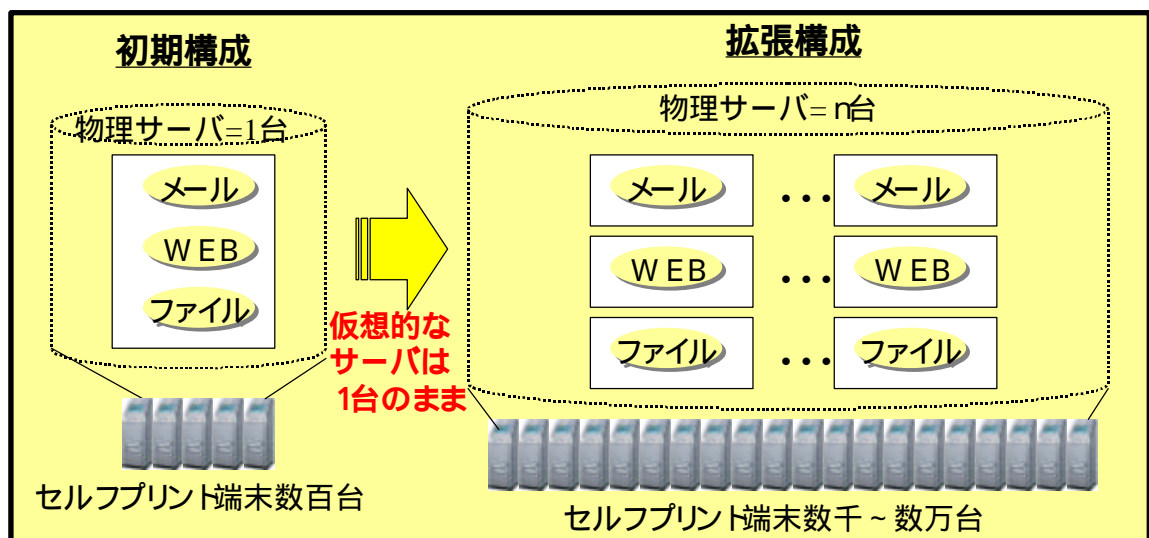 初期構成
物理サーバ=1台
メール
WEB
ファイル
セルフプリント端末数百台
仮想的な
サーバは
1台のまま
拡張構成
物理サーバ=n台
メール
...
メール
WEB
...
WEB
ファイル
...
ファイル
セルフプリント端末数千~数万台